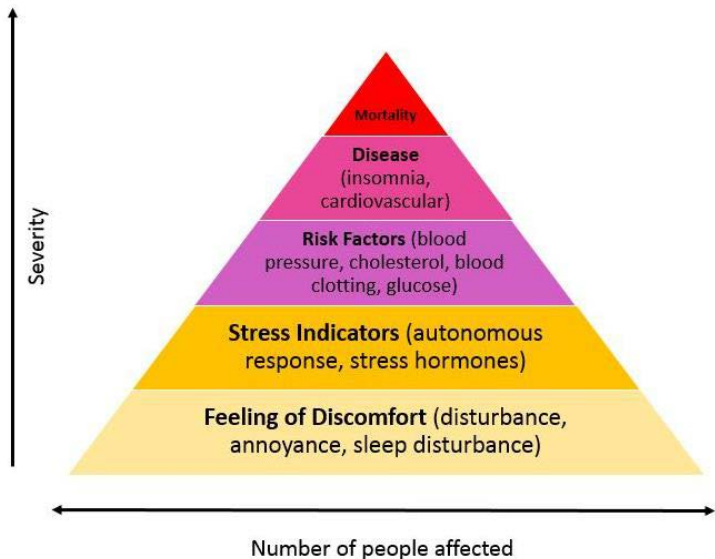 Mortality
Disease
(insomnia,
cardiovascular)
Risk Factors (blood
pressure, cholesterol, blood
clotting, glucose)
Stress Indicators (autonomous
response, stress hormones)
Feeling of Discomfort (disturbance,
annoyance, sleep disturbance)
Severity
Number of people affected